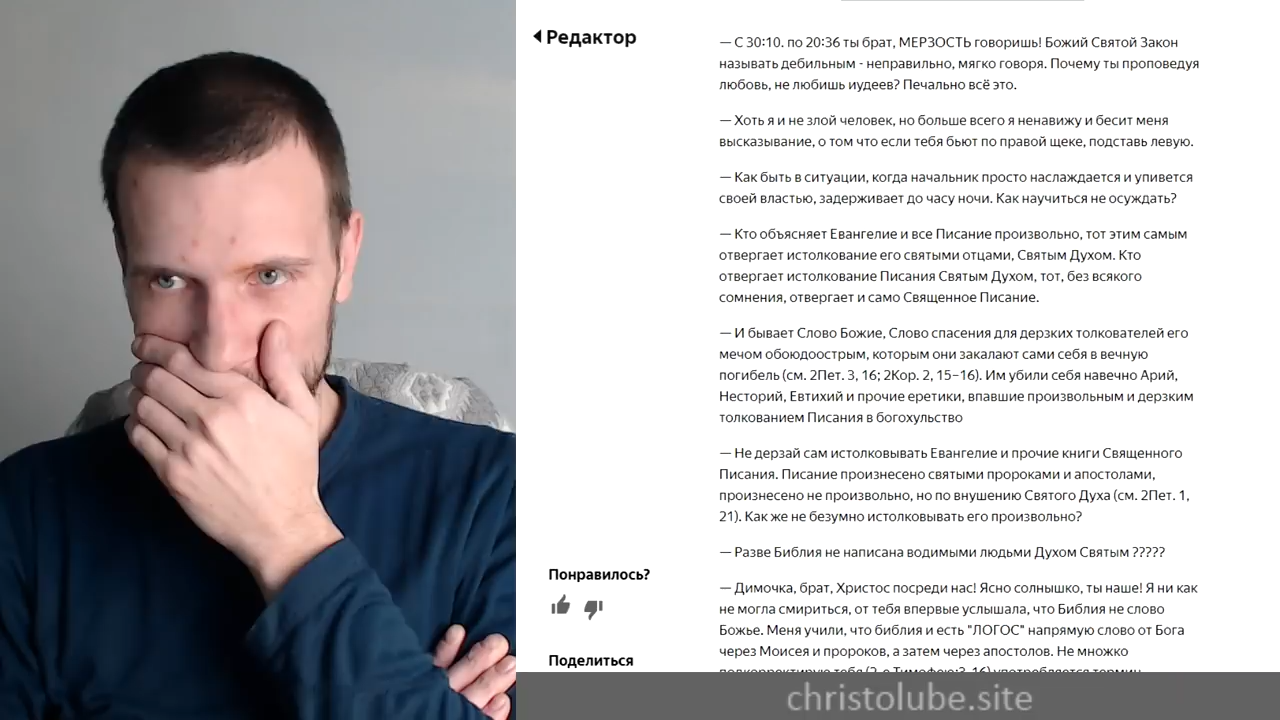 Редактор
— С 30:10. по 20:36 ты брат, МЕРЗОСТЬ говоришь! Божий Святой Закон
называть дебильным - неправильно, мягко говоря. Почему ты проповедуя
любовь, не любишь иудеев? Печально всё это.
— Хоть я и не злой человек, но больше всего я ненавижу и бесит меня
высказывание, о том что если тебя бьют по правой щеке, подставь левую.
— Как быть в ситуации, когда начальник просто наслаждается и упивется
своей властью, задерживает до часу ночи. Как научиться не осуждать?
— Кто объясняет Евангелие и все Писание произвольно, тот этим самым
отвергает истолкование его святыми отцами, Святым Духом. Кто
отвергает истолкование Писания Святым Духом, тот, без всякого
сомнения, отвергает и само Священное Писание.
— И бывает Слово Божие, Слово спасения для дерзких толкователей его
мечом обоюдоострым, которым они закалают сами себя в вечную
погибель (см. 2Пет. 3, 16; 2Кор. 2, 15–16). Им убили себя навечно Арий,
Несторий, Евтихий и прочие еретики, впавшие произвольным и дерзким
толкованием Писания в богохульство
— Не дерзай сам истолковывать Евангелие и прочие книги Священного
Писания. Писание произнесено святыми пророками и апостолами,
произнесено не произвольно, но по внушению Святого Духа (см. 2Пет. 1,
21). Как же не безумно истолковывать его произвольно?
— Разве Библия не написана водимыми людьми Духом Святым ?????
— Димочка, брат, Христос посреди нас! Ясно солнышко, ты наше! Я ни как
не могла смириться, от тебя впервые услышала, что Библия не слово
Божье. Меня учили, что библия и есть "ЛОГОС" напрямую слово от Бога
через Моисея и пророков, а затем через апостолов. Не множко
подкорректирую тебя (2-е Тимофею:3, 16) употребляется термин
Понравилось?
Поделиться
christolube.site